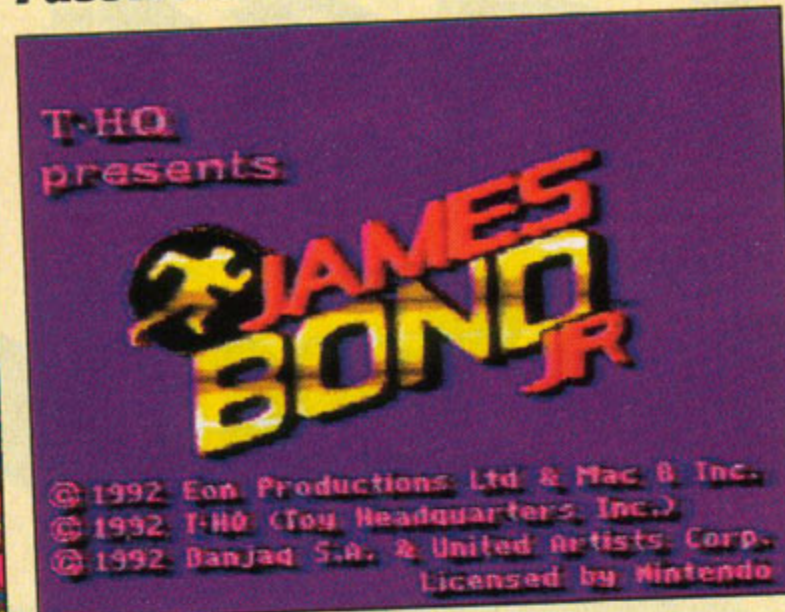 T·HQ
presents
JAMES
BOND
JR
© 1992 Eon Productions Ltd & Mac B Inc.
© 1992 T·HQ (Toy Headquarters Inc.)
© 1992 Danjaq S.A. & United Artists Corp.
Licensed by Nintendo